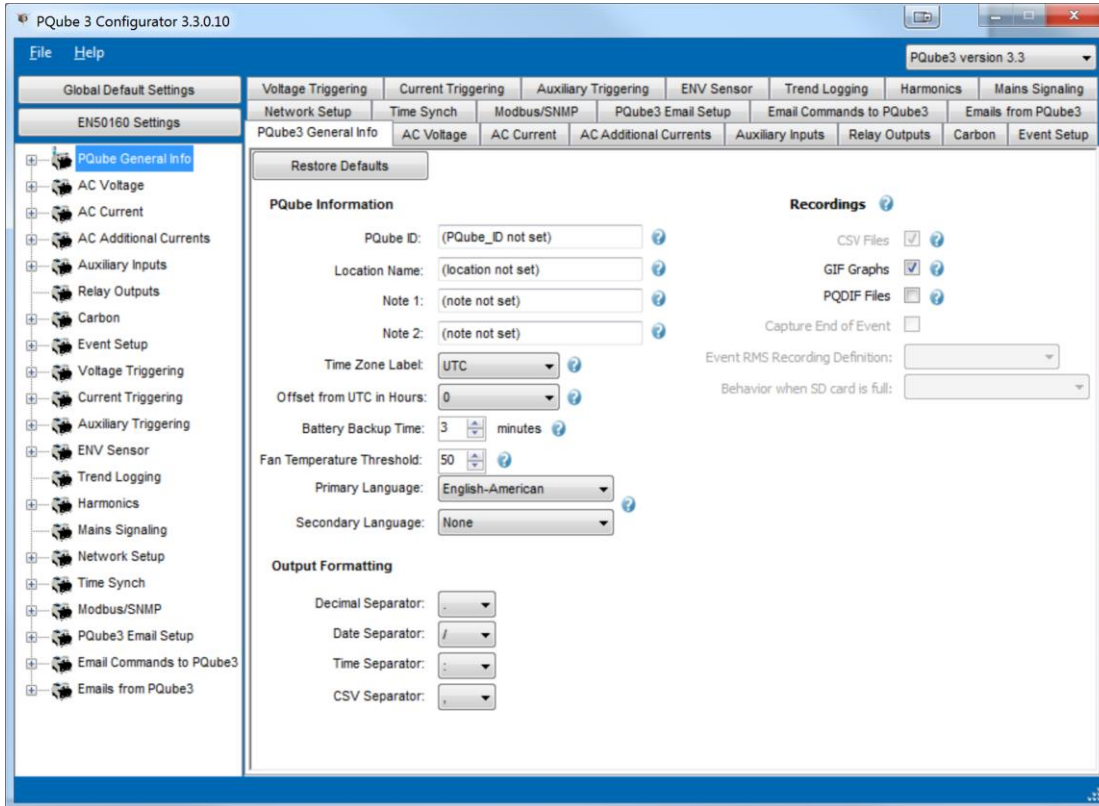 PQube 3 Configurator 3.3.0.10
File Help
PQube3 version 3.3
Global Default Settings
EN50160 Settings
PQube General Info
AC Voltage
AC Current
AC Additional Currents
Auxiliary Inputs
Relay Outputs
Carbon
Event Setup
Voltage Triggering
Current Triggering
Auxiliary Triggering
ENV Sensor
Trend Logging
Harmonics
Mains Signaling
Network Setup
Time Synch
Modbus/SNMP
PQube3 Email Setup
Email Commands to PQube3
Emails from PQube3
Voltage Triggering Current Triggering Auxiliary Triggering ENV Sensor Trend Logging Harmonics Mains Signaling
Network Setup Time Synch Modbus/SNMP PQube3 Email Setup Email Commands to PQube3 Emails from PQube3
PQube3 General Info AC Voltage AC Current AC Additional Currents Auxiliary Inputs Relay Outputs Carbon Event Setup
Restore Defaults
PQube Information
PQube ID: (PQube_ID not set) ?
Location Name: (location not set) ?
Note 1: (note not set) ?
Note 2: (note not set) ?
Time Zone Label: UTC ?
Offset from UTC in Hours: 0 ?
Battery Backup Time: 3 minutes ?
Fan Temperature Threshold: 50 ?
Primary Language: English-American
?
Secondary Language: None
Output Formatting
Decimal Separator: .
Date Separator: /
Time Separator: :
CSV Separator: ,
Recordings ?
CSV Files ?
GIF Graphs ?
PQDIF Files ?
Capture End of Event
Event RMS Recording Definition:
Behavior when SD card is full: